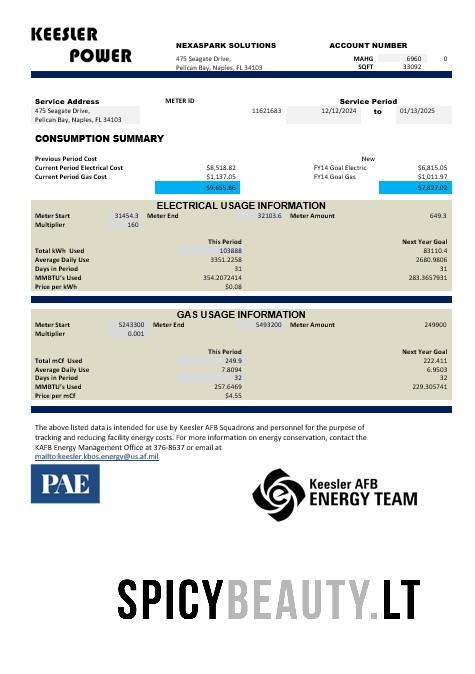 KEESLER
POWER
NEXASPARK SOLUTIONS
475 Seagate Drive,
Pelican Bay, Naples, FL 34103
ACCOUNT NUMBER
MAHG 6960 0
SQFT 33092
Service Address METER ID Service Period
475 Seagate Drive, 11621683 12/12/2024 to 01/13/2025
Pelican Bay, Naples, FL 34103
CONSUMPTION SUMMARY
Previous Period Cost New
Current Period Electrical Cost $8,518.82 FY14 Goal Electric $6,815.05
Current Period Gas Cost $1,137.05 FY14 Goal Gas $1,011.97
$9,655.86 $7,827.02
ELECTRICAL USAGE INFORMATION
Meter Start 31454.3 Meter End 32103.6 Meter Amount 649.3
Multiplier 160
This Period Next Year Goal
Total kWh Used 103888 83110.4
Average Daily Use 3351.2258 2680.9806
Days in Period 31 31
MMBTU's Used 354.2072414 283.3657931
Price per kWh $0.08
GAS USAGE INFORMATION
Meter Start 5243300 Meter End 5493200 Meter Amount 249900
Multiplier 0.001
This Period Next Year Goal
Total mCf Used 249.9 222.411
Average Daily Use 7.8094 6.9503
Days in Period 32 32
MMBTU's Used 257.6469 229.305741
Price per mCf $4.55
The above listed data is intended for use by Keesler AFB Squadrons and personnel for the purpose of
tracking and reducing facility energy costs. For more information on energy conservation, contact the
KAFB Energy Management Office at 376-8637 or email at
mailto:keesler.kbos.energy@us.af.mil
PAE
Keesler AFB
ENERGY TEAM
SPICYBEAUTY.LT